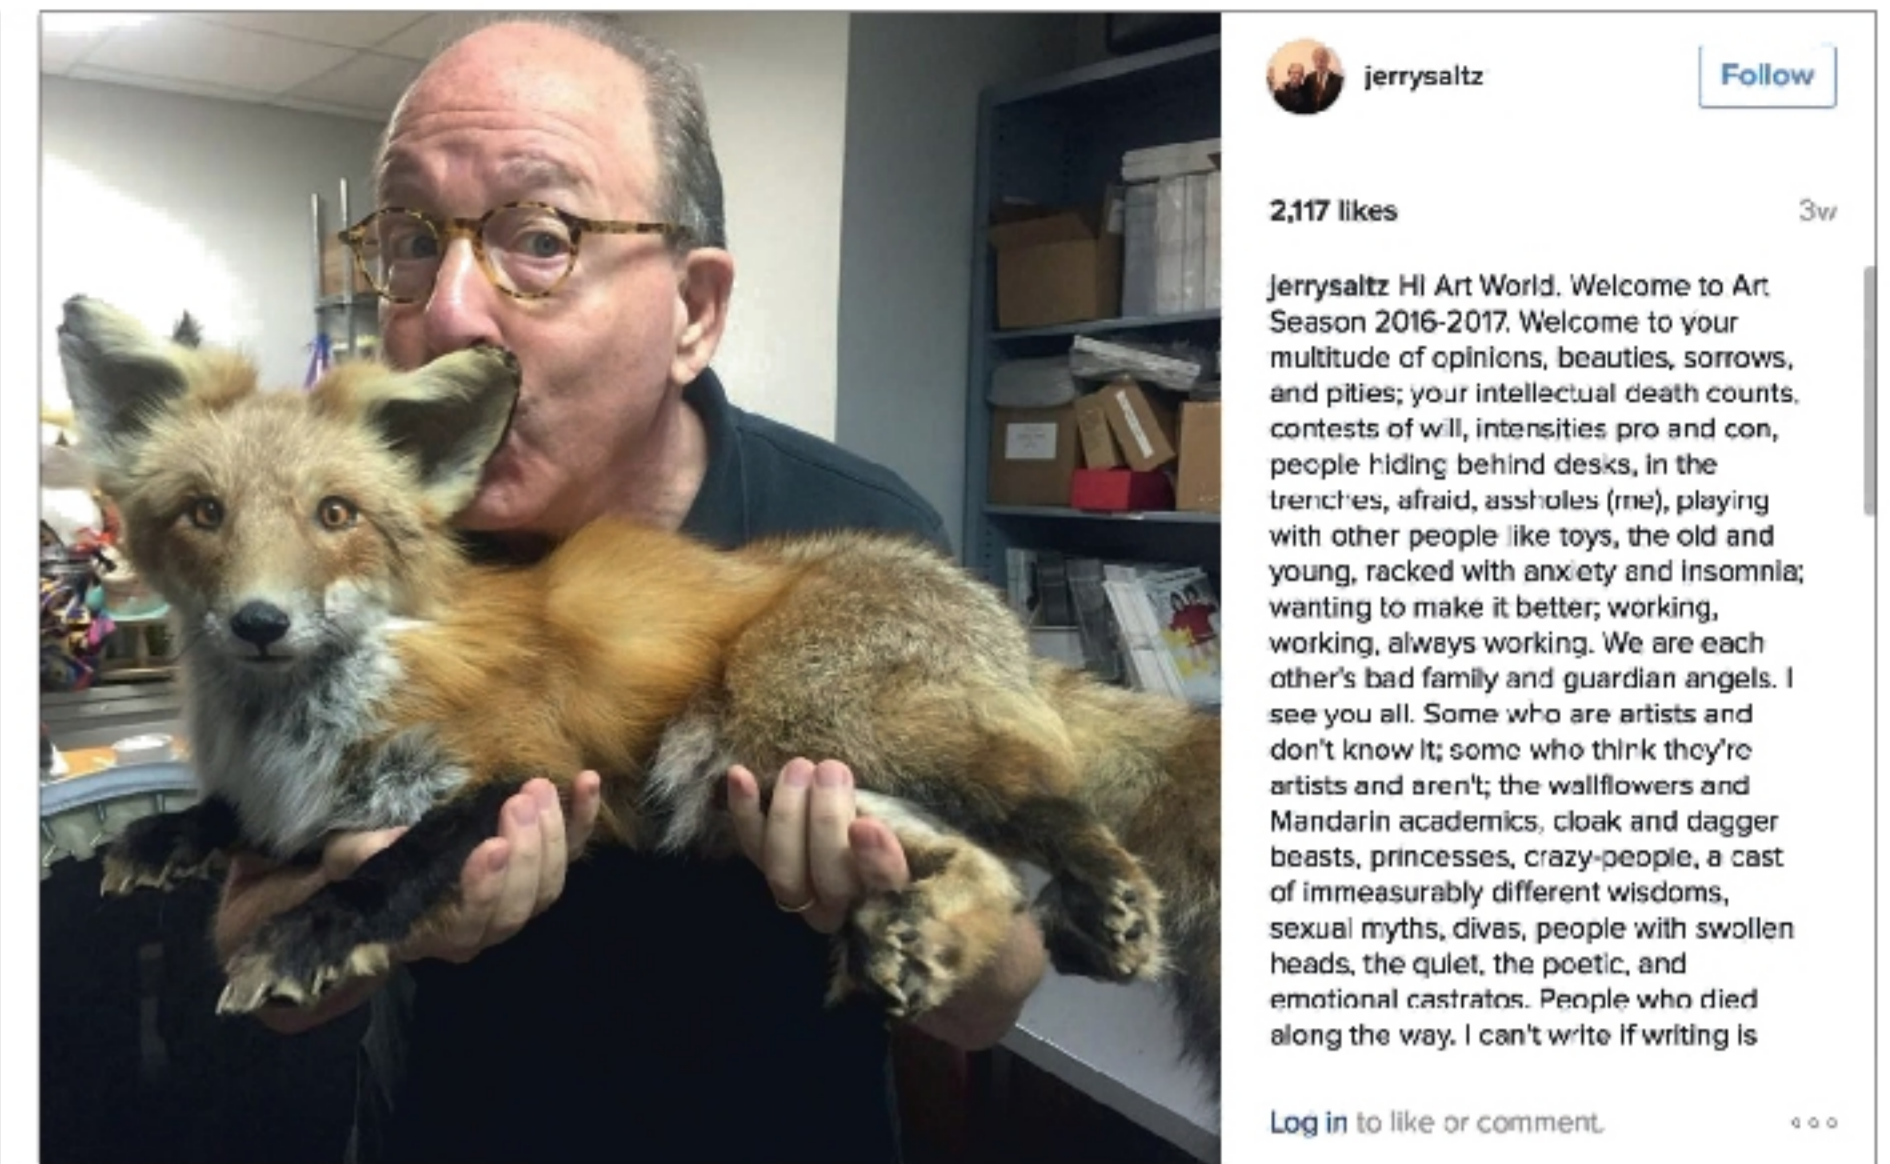 jerrysaltz
Follow
2,117 likes
3w
jerrysaltz Hi Art World. Welcome to Art
Season 2016-2017. Welcome to your
multitude of opinions, beauties, sorrows,
and pities; your intellectual death counts,
contests of will, intensities pro and con,
people hiding behind desks, in the
trenches, afraid, assholes (me), playing
with other people like toys, the old and
young, racked with anxiety and insomnia;
wanting to make it better; working,
working, always working. We are each
other's bad family and guardian angels. I
see you all. Some who are artists and
don't know it; some who think they're
artists and aren't; the wallflowers and
Mandarin academics, cloak and dagger
beasts, princesses, crazy-people, a cast
of immeasurably different wisdoms,
sexual myths, divas, people with swollen
heads, the quiet, the poetic, and
emotional castratos. People who died
along the way. I can't write if writing is
Log in to like or comment.